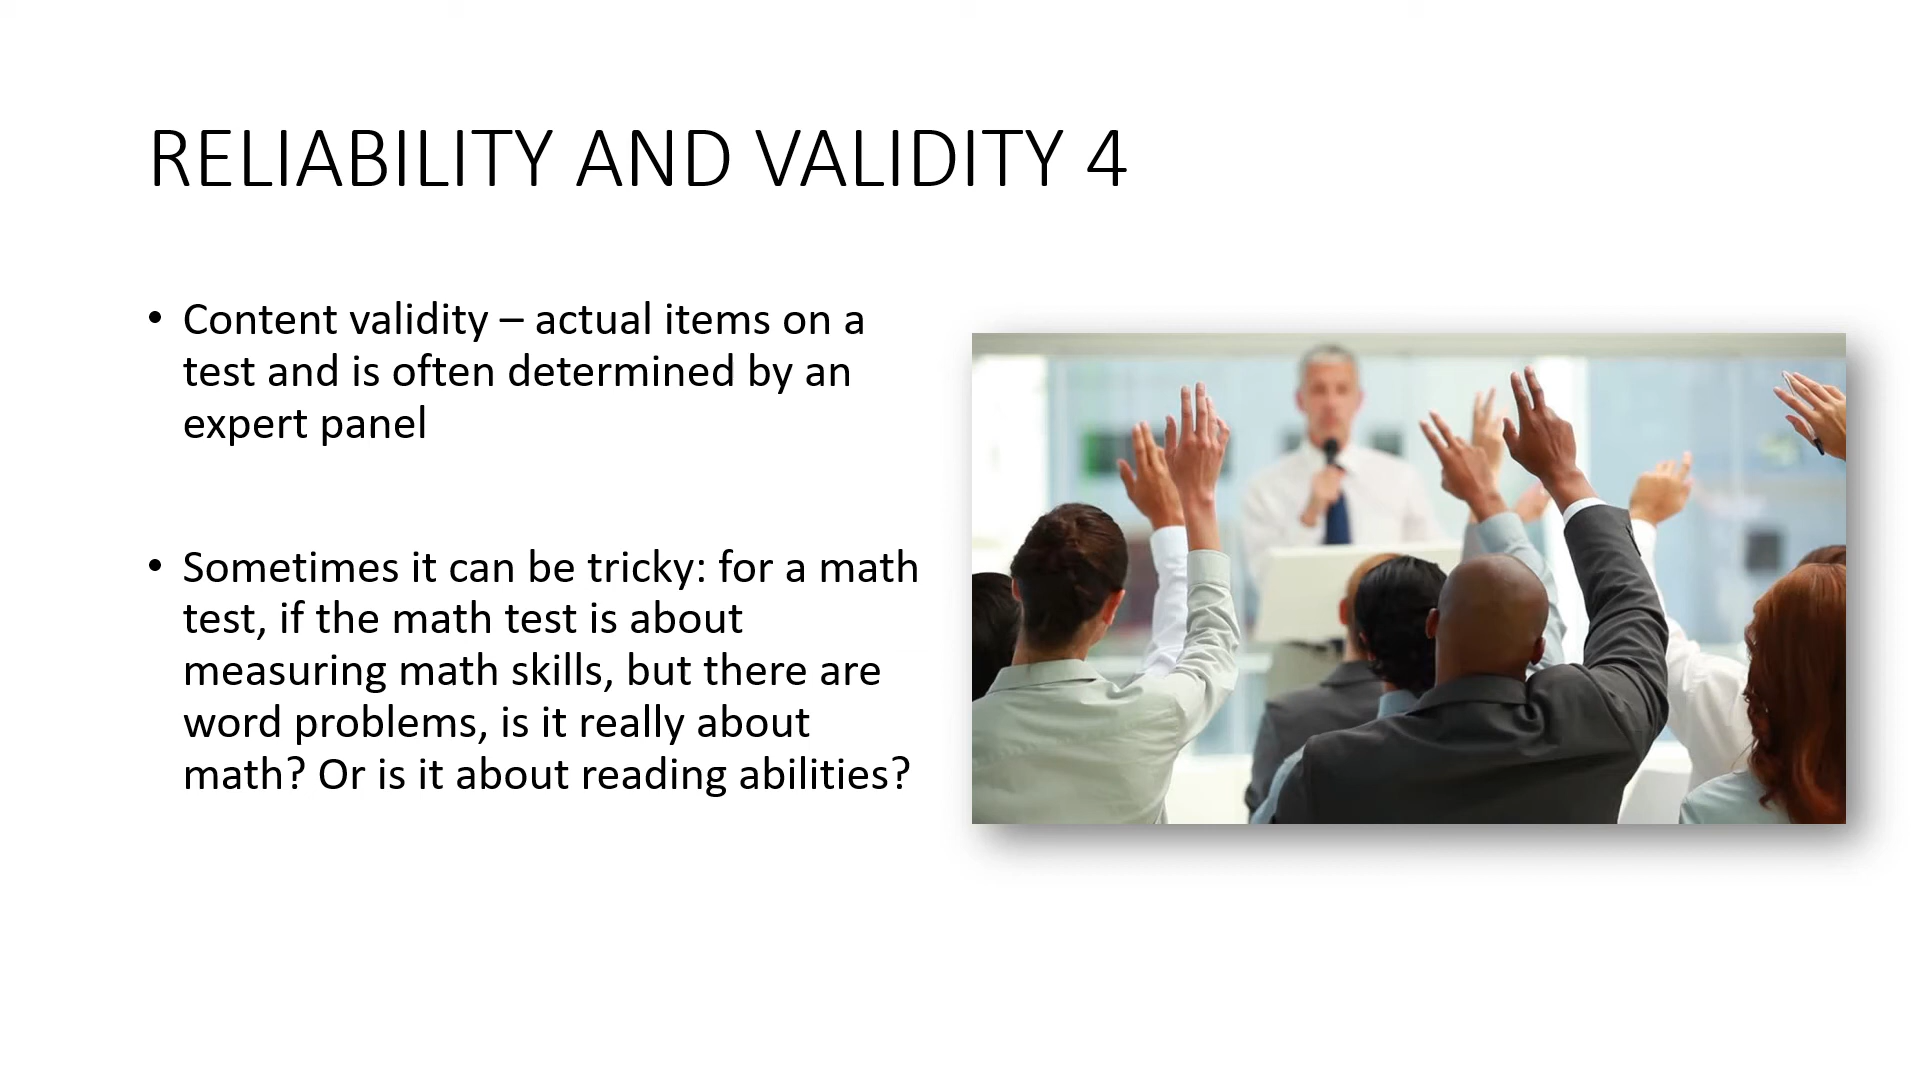 RELIABILITY AND VALIDITY 4
• Content validity – actual items on a
test and is often determined by an
expert panel
• Sometimes it can be tricky: for a math
test, if the math test is about
measuring math skills, but there are
word problems, is it really about
math? Or is it about reading abilities?